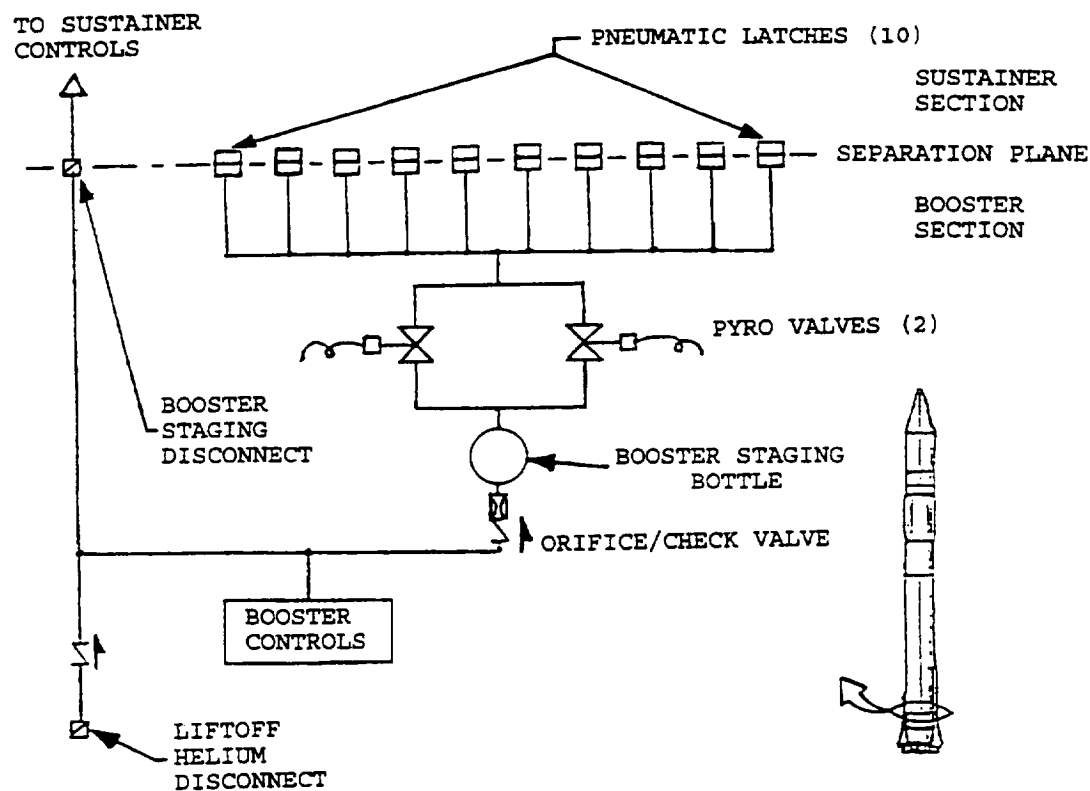 TO SUSTAINER
CONTROLS
PNEUMATIC LATCHES (10)
SUSTAINER
SECTION
SEPARATION PLANE
BOOSTER
SECTION
PYRO VALVES (2)
BOOSTER
STAGING
DISCONNECT
BOOSTER STAGING
BOTTLE
ORIFICE/CHECK VALVE
BOOSTER
CONTROLS
LIFTOFF
HELIUM
DISCONNECT